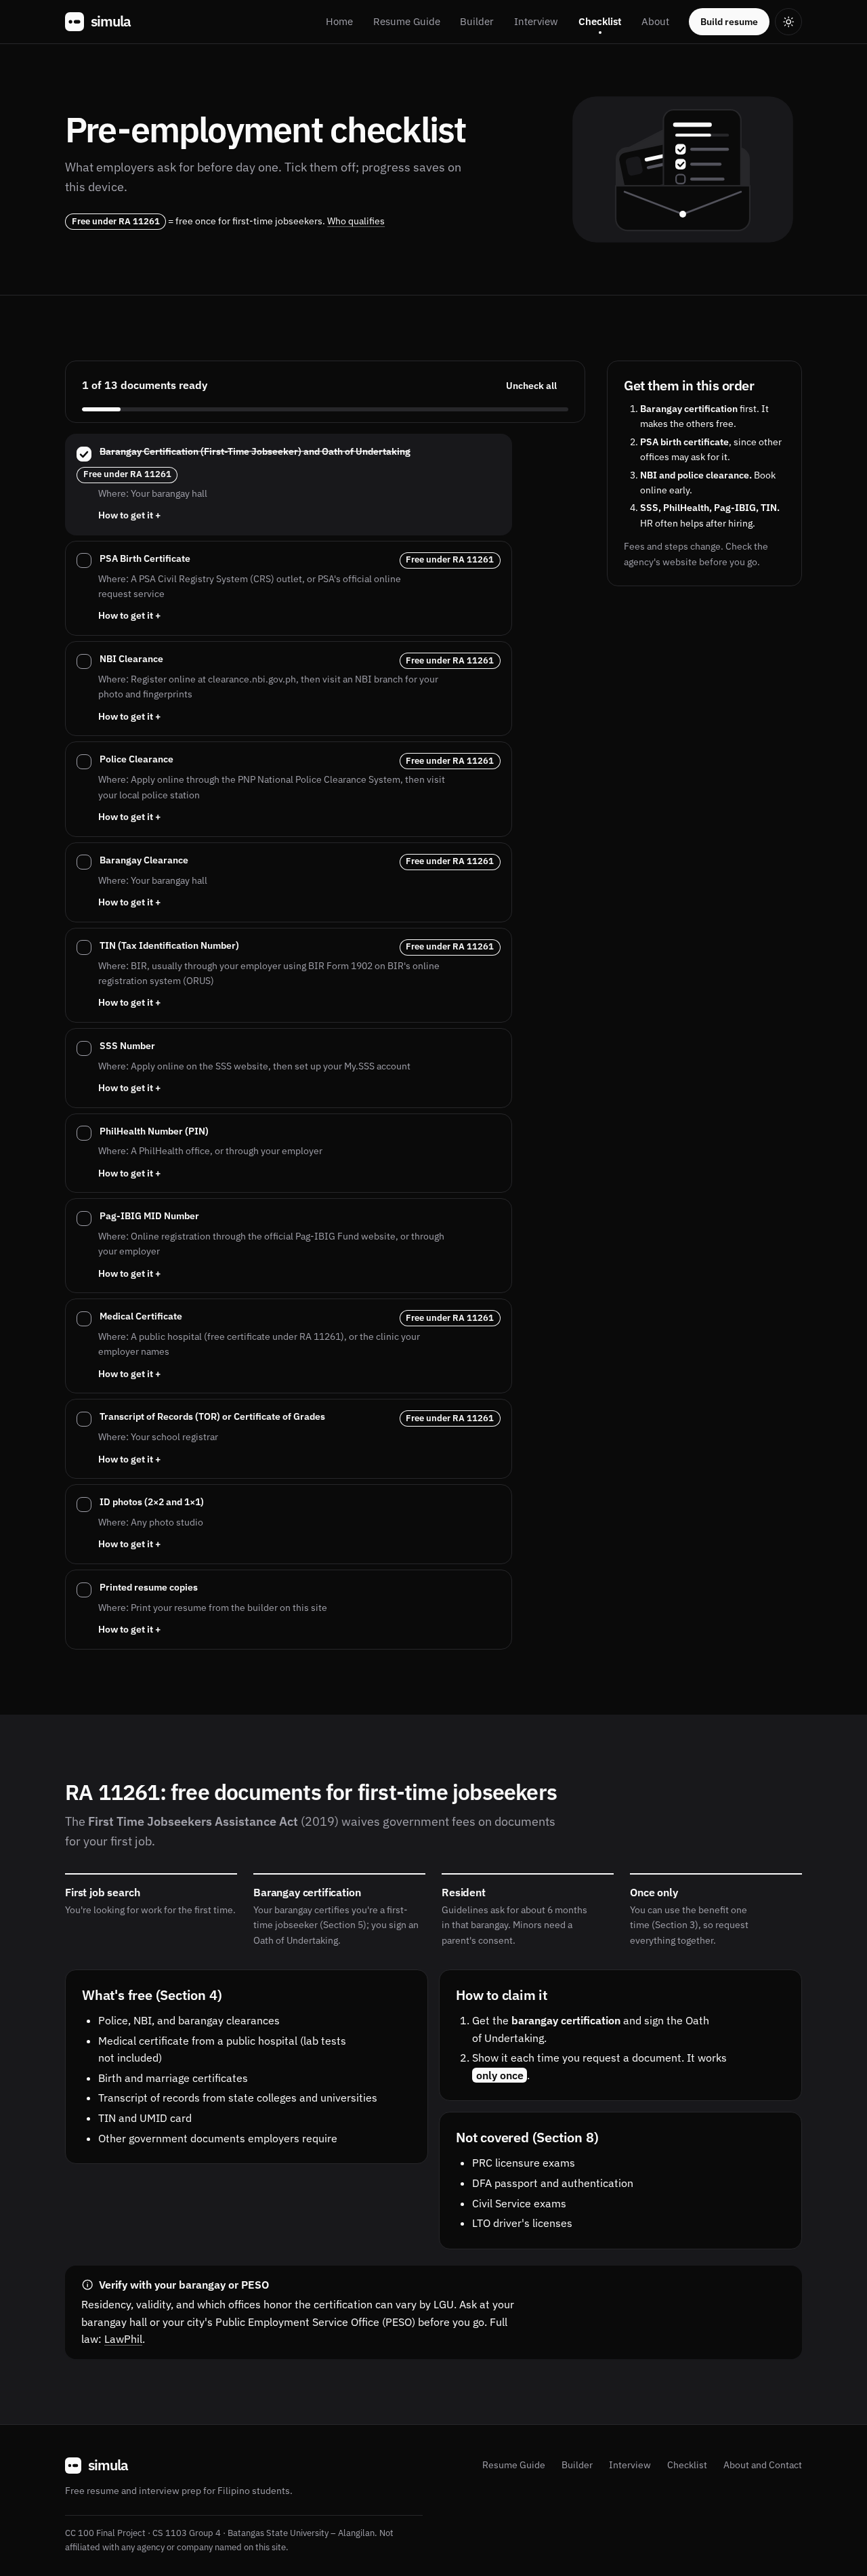 simula
Home Resume Guide Builder Interview Checklist About Build resume
Pre-employment checklist
What employers ask for before day one. Tick them off; progress saves on
this device.
Free under RA 11261 = free once for first-time jobseekers. Who qualifies
1 of 13 documents ready Uncheck all
Barangay Certification (First-Time Jobseeker) and Oath of Undertaking
Free under RA 11261
Where: Your barangay hall
How to get it +
PSA Birth Certificate Free under RA 11261
Where: A PSA Civil Registry System (CRS) outlet, or PSA's official online
request service
How to get it +
NBI Clearance Free under RA 11261
Where: Register online at clearance.nbi.gov.ph, then visit an NBI branch for your
photo and fingerprints
How to get it +
Police Clearance Free under RA 11261
Where: Apply online through the PNP National Police Clearance System, then visit
your local police station
How to get it +
Barangay Clearance Free under RA 11261
Where: Your barangay hall
How to get it +
TIN (Tax Identification Number) Free under RA 11261
Where: BIR, usually through your employer using BIR Form 1902 on BIR's online
registration system (ORUS)
How to get it +
SSS Number
Where: Apply online on the SSS website, then set up your My.SSS account
How to get it +
PhilHealth Number (PIN)
Where: A PhilHealth office, or through your employer
How to get it +
Pag-IBIG MID Number
Where: Online registration through the official Pag-IBIG Fund website, or through
your employer
How to get it +
Medical Certificate Free under RA 11261
Where: A public hospital (free certificate under RA 11261), or the clinic your
employer names
How to get it +
Transcript of Records (TOR) or Certificate of Grades Free under RA 11261
Where: Your school registrar
How to get it +
ID photos (2×2 and 1×1)
Where: Any photo studio
How to get it +
Printed resume copies
Where: Print your resume from the builder on this site
How to get it +
Get them in this order
1. Barangay certification first. It
makes the others free.
2. PSA birth certificate, since other
offices may ask for it.
3. NBI and police clearance. Book
online early.
4. SSS, PhilHealth, Pag-IBIG, TIN.
HR often helps after hiring.
Fees and steps change. Check the
agency's website before you go.
RA 11261: free documents for first-time jobseekers
The First Time Jobseekers Assistance Act (2019) waives government fees on documents
for your first job.
First job search
You're looking for work for the first time.
Barangay certification
Your barangay certifies you're a first-
time jobseeker (Section 5); you sign an
Oath of Undertaking.
Resident
Guidelines ask for about 6 months
in that barangay. Minors need a
parent's consent.
Once only
You can use the benefit one
time (Section 3), so request
everything together.
What's free (Section 4)
• Police, NBI, and barangay clearances
• Medical certificate from a public hospital (lab tests
not included)
• Birth and marriage certificates
• Transcript of records from state colleges and universities
• TIN and UMID card
• Other government documents employers require
How to claim it
1. Get the barangay certification and sign the Oath
of Undertaking.
2. Show it each time you request a document. It works
only once.
Not covered (Section 8)
• PRC licensure exams
• DFA passport and authentication
• Civil Service exams
• LTO driver's licenses
Verify with your barangay or PESO
Residency, validity, and which offices honor the certification can vary by LGU. Ask at your
barangay hall or your city's Public Employment Service Office (PESO) before you go. Full
law: LawPhil.
simula
Resume Guide Builder Interview Checklist About and Contact
Free resume and interview prep for Filipino students.
CC 100 Final Project · CS 1103 Group 4 · Batangas State University – Alangilan. Not
affiliated with any agency or company named on this site.